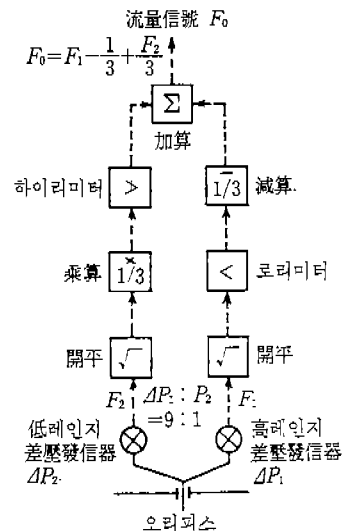 流量信號 F₀
F₀=F₁-1/3+F₂/3
Σ
加算
하이리미터
>
-
1/3
減算
乘算
×
1/3
<
로리미터
開平
√
√
開平
F₂
ΔP₁ : P₂
=9 : 1
F₁
低레인지
差壓發信器
ΔP₂
高레인지
差壓發信器
ΔP₁
오리피스